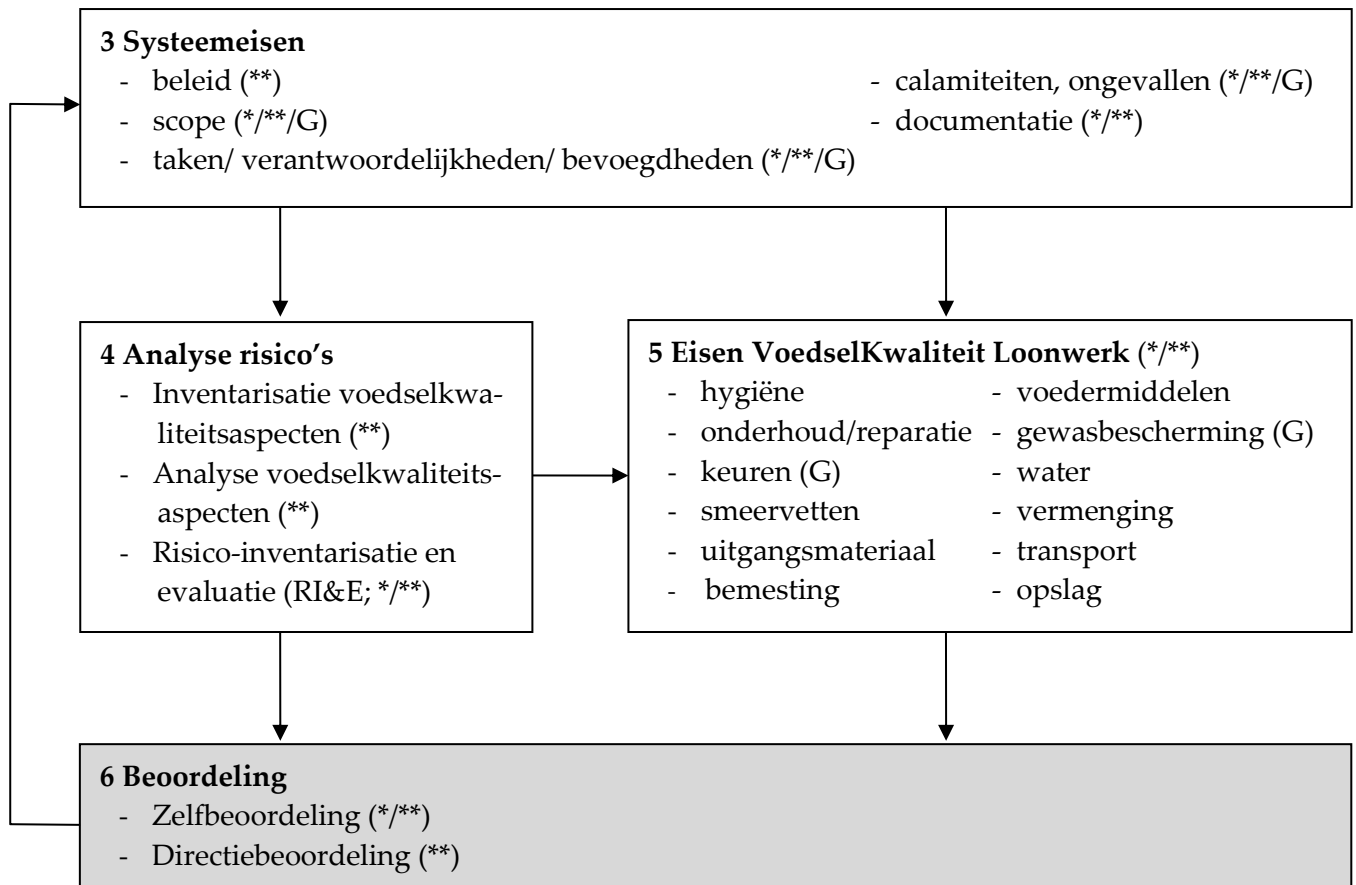 3 Systeemeisen
- beleid (**)
- scope (*/**/G)
- taken/ verantwoordelijkheden/ bevoegdheden (*/**/G)
- calamiteiten, ongevallen (*/**/G)
- documentatie (*/**)
4 Analyse risico’s
- Inventarisatie voedselkwa-
liteitsaspecten (**)
- Analyse voedselkwaliteits-
aspecten (**)
- Risico-inventarisatie en
evaluatie (RI&E; */**)
5 Eisen VoedselKwaliteit Loonwerk (*/**)
- hygiëne
- onderhoud/reparatie
- keuren (G)
- smeervetten
- uitgangsmateriaal
- bemesting
- voedermiddelen
- gewasbescherming (G)
- water
- vermenging
- transport
- opslag
6 Beoordeling
- Zelfbeoordeling (*/**)
- Directiebeoordeling (**)